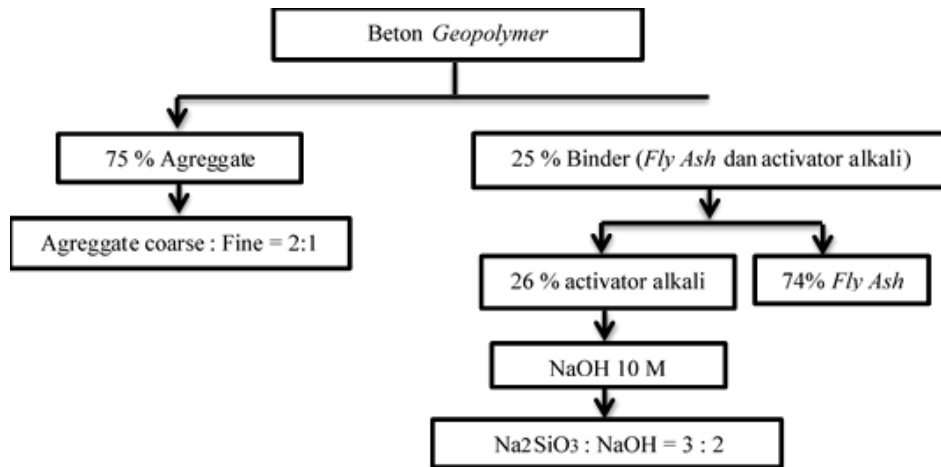 Beton Geopolymer
75 % Agreggate
25 % Binder (Fly Ash dan activator alkali)
Agreggate coarse : Fine = 2:1
26 % activator alkali
74% Fly Ash
NaOH 10 M
Na2SiO3 : NaOH = 3 : 2